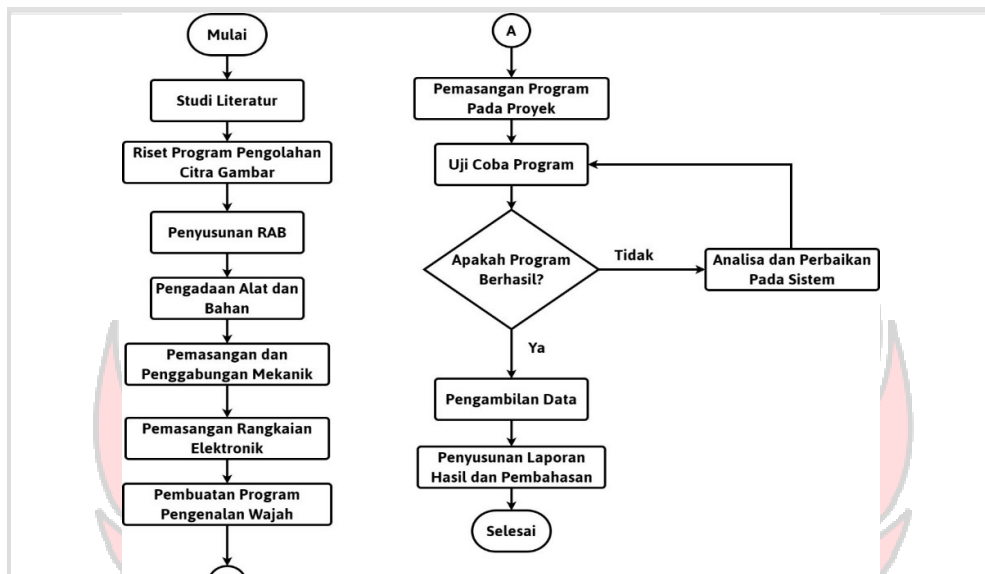 Mulai
Studi Literatur
Riset Program Pengolahan
Citra Gambar
Penyusunan RAB
Pengadaan Alat dan
Bahan
Pemasangan dan
Penggabungan Mekanik
Pemasangan Rangkaian
Elektronik
Pembuatan Program
Pengenalan Wajah
A
Pemasangan Program
Pada Proyek
Uji Coba Program
Apakah Program
Berhasil?
Tidak
Analisa dan Perbaikan
Pada Sistem
Ya
Pengambilan Data
Penyusunan Laporan
Hasil dan Pembahasan
Selesai